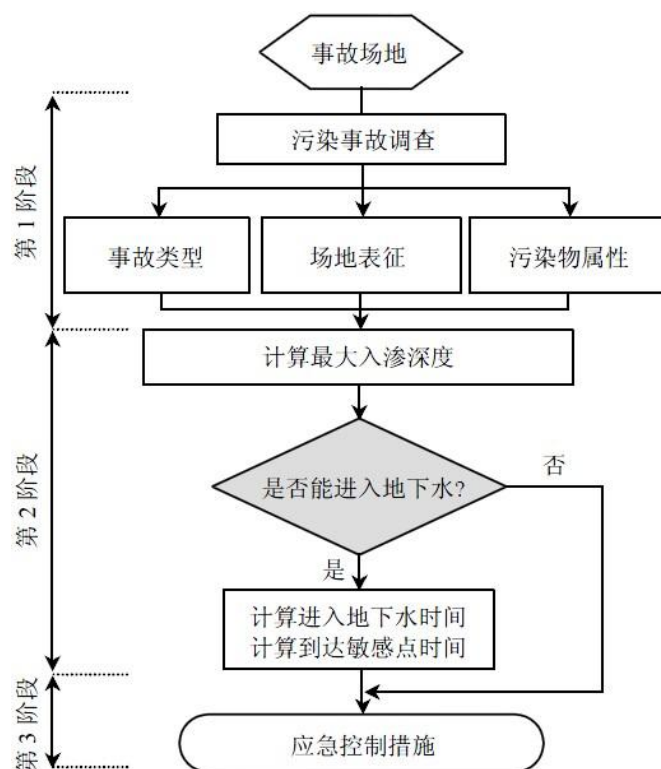 事故场地
第1阶段
污染事故调查
事故类型
场地表征
污染物属性
第2阶段
计算最大入渗深度
是否能进入地下水?
否
是
计算进入地下水时间
计算到达敏感点时间
第3阶段
应急控制措施